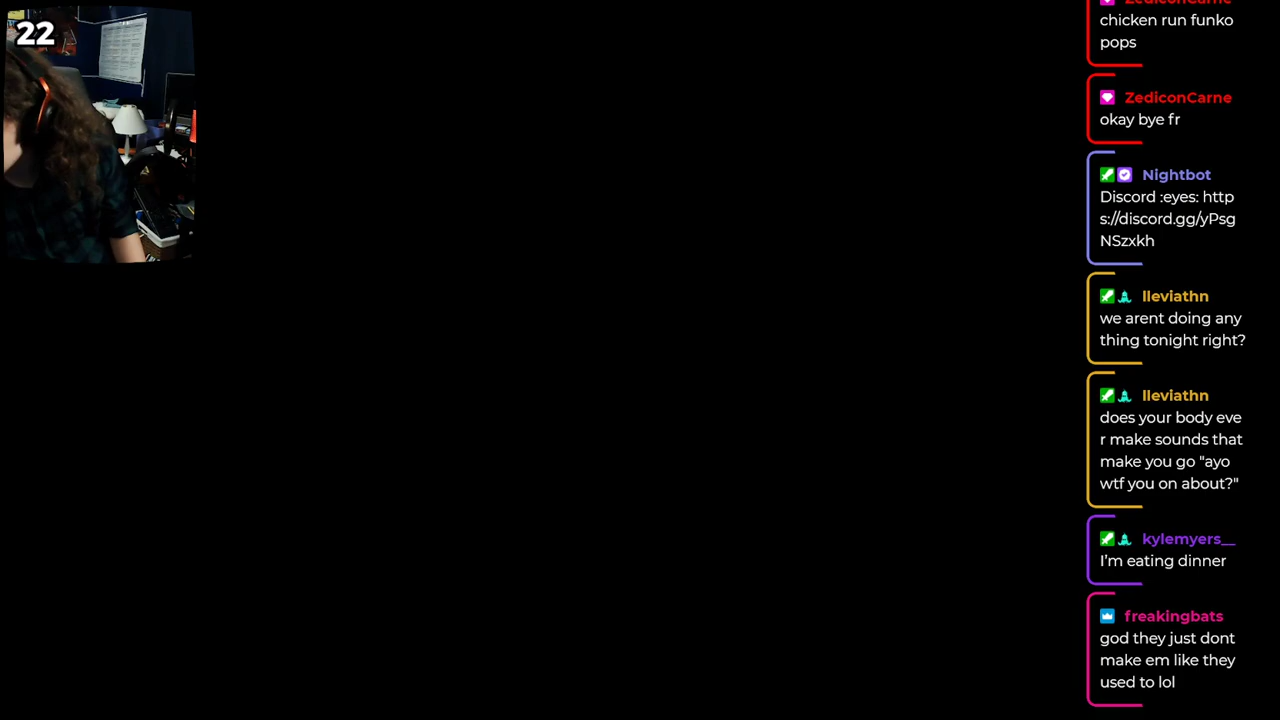 22
ZediconCarne
chicken run funko
pops
ZediconCarne
okay bye fr
Nightbot
Discord :eyes: http
s://discord.gg/yPsg
NSzxkh
lleviathn
we arent doing any
thing tonight right?
lleviathn
does your body eve
r make sounds that
make you go "ayo
wtf you on about?"
kylemyers__
I'm eating dinner
freakingbats
god they just dont
make em like they
used to lol